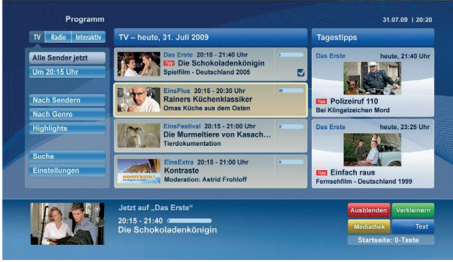 Programm
31.07.09 | 20:20
TV Radio Interaktiv
TV – heute, 31. Juli 2009
Tagestipps
Alle Sender jetzt
Um 20:15 Uhr
Nach Sendern
Nach Genre
Highlights
Suche
Einstellungen
Das Erste 20:15 - 21:40 Uhr
Tipp Die Schokoladenkönigin
Spielfilm - Deutschland 2005
EinsPlus 20:15 - 20:30 Uhr
Rainers Küchenklassiker
Omas Küche aus dem Osten
EinsFestival 20:15 - 21:00 Uhr
Die Murmeltiere von Kasach...
Tierdokumentation
EinsExtra 20:15 - 21:00 Uhr
Kontraste
Moderation: Astrid Frohloff
Das Erste heute, 21:40 Uhr
Tipp Polizeiruf 110
Bei Klingelzeichen Mord
Das Erste heute, 23:25 Uhr
Tipp Einfach raus
Fernsehfilm - Deutschland 1999
Jetzt auf „Das Erste“
20:15 - 21:40
Die Schokoladenkönigin
Ausblenden Verkleinern
Mediathek Text
Startseite: 0-Taste